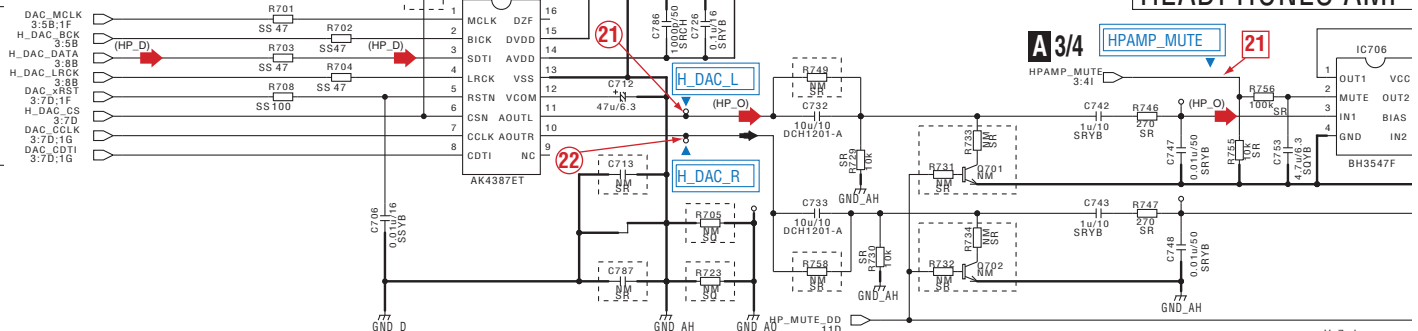 HEADPHONES AMP
DAC_MCLK
3:5B;1F
H_DAC_BCK
3:5B
H_DAC_DATA
3:8B
H_DAC_LRCK
3:8B
DAC_xRST
3:7D;1F
H_DAC_CS
3:7D
DAC_CCLK
3:7D;1G
DAC_CDTI
3:7D;1G
(HP_D)
(HP_D)
R701
SS 47
R702
SS47
R703
SS 47
R704
SS 47
R708
SS 100
1 MCLK DZF 16
2 BICK DVDD 15
3 SDTI AVDD 14
4 LRCK VSS 13
5 RSTN VCOM 12
6 CSN AOUTL 11
7 CCLK AOUTR 10
8 CDTI NC 9
AK4387ET
C786
1000p/50
SRCH
C726
0.1u/16
SRYB
21
22
C712
+
47u/6.3
H_DAC_L
H_DAC_R
(HP_O)
C706
0.01u/16
SSYB
C713
NM
SR
C787
NM
SR
R705
NM
SQ
R723
NM
SQ
GND_D
GND_AH
GND_AQ
R749
NM
SR
C732
10u/10
DCH1201-A
SR
R729
10k
GND_AH
C733
10u/10
DCH1201-A
R758
NM
SR
SR
R730
10k
GND_AH
HP_MUTE_DD
11D
R733
NM
SR
R731
NM
SR
Q701
NM
R734
NM
SR
R732
NM
SR
Q702
NM
A 3/4
HPAMP_MUTE
21
HPAMP_MUTE
3:4I
C742
1u/10
SRYB
R746
270
SR
C747
0.01u/50
SRYB
(HP_O)
R756
100k
SR
R755
10k
SR
C753
4.7u/6.3
SQYB
C743
1u/10
SRYB
R747
270
SR
C748
0.01u/50
SRYB
GND_AH
IC706
1 OUT1 VCC
2 MUTE OUT2
3 IN1 BIAS
4 GND IN2
BH3547F